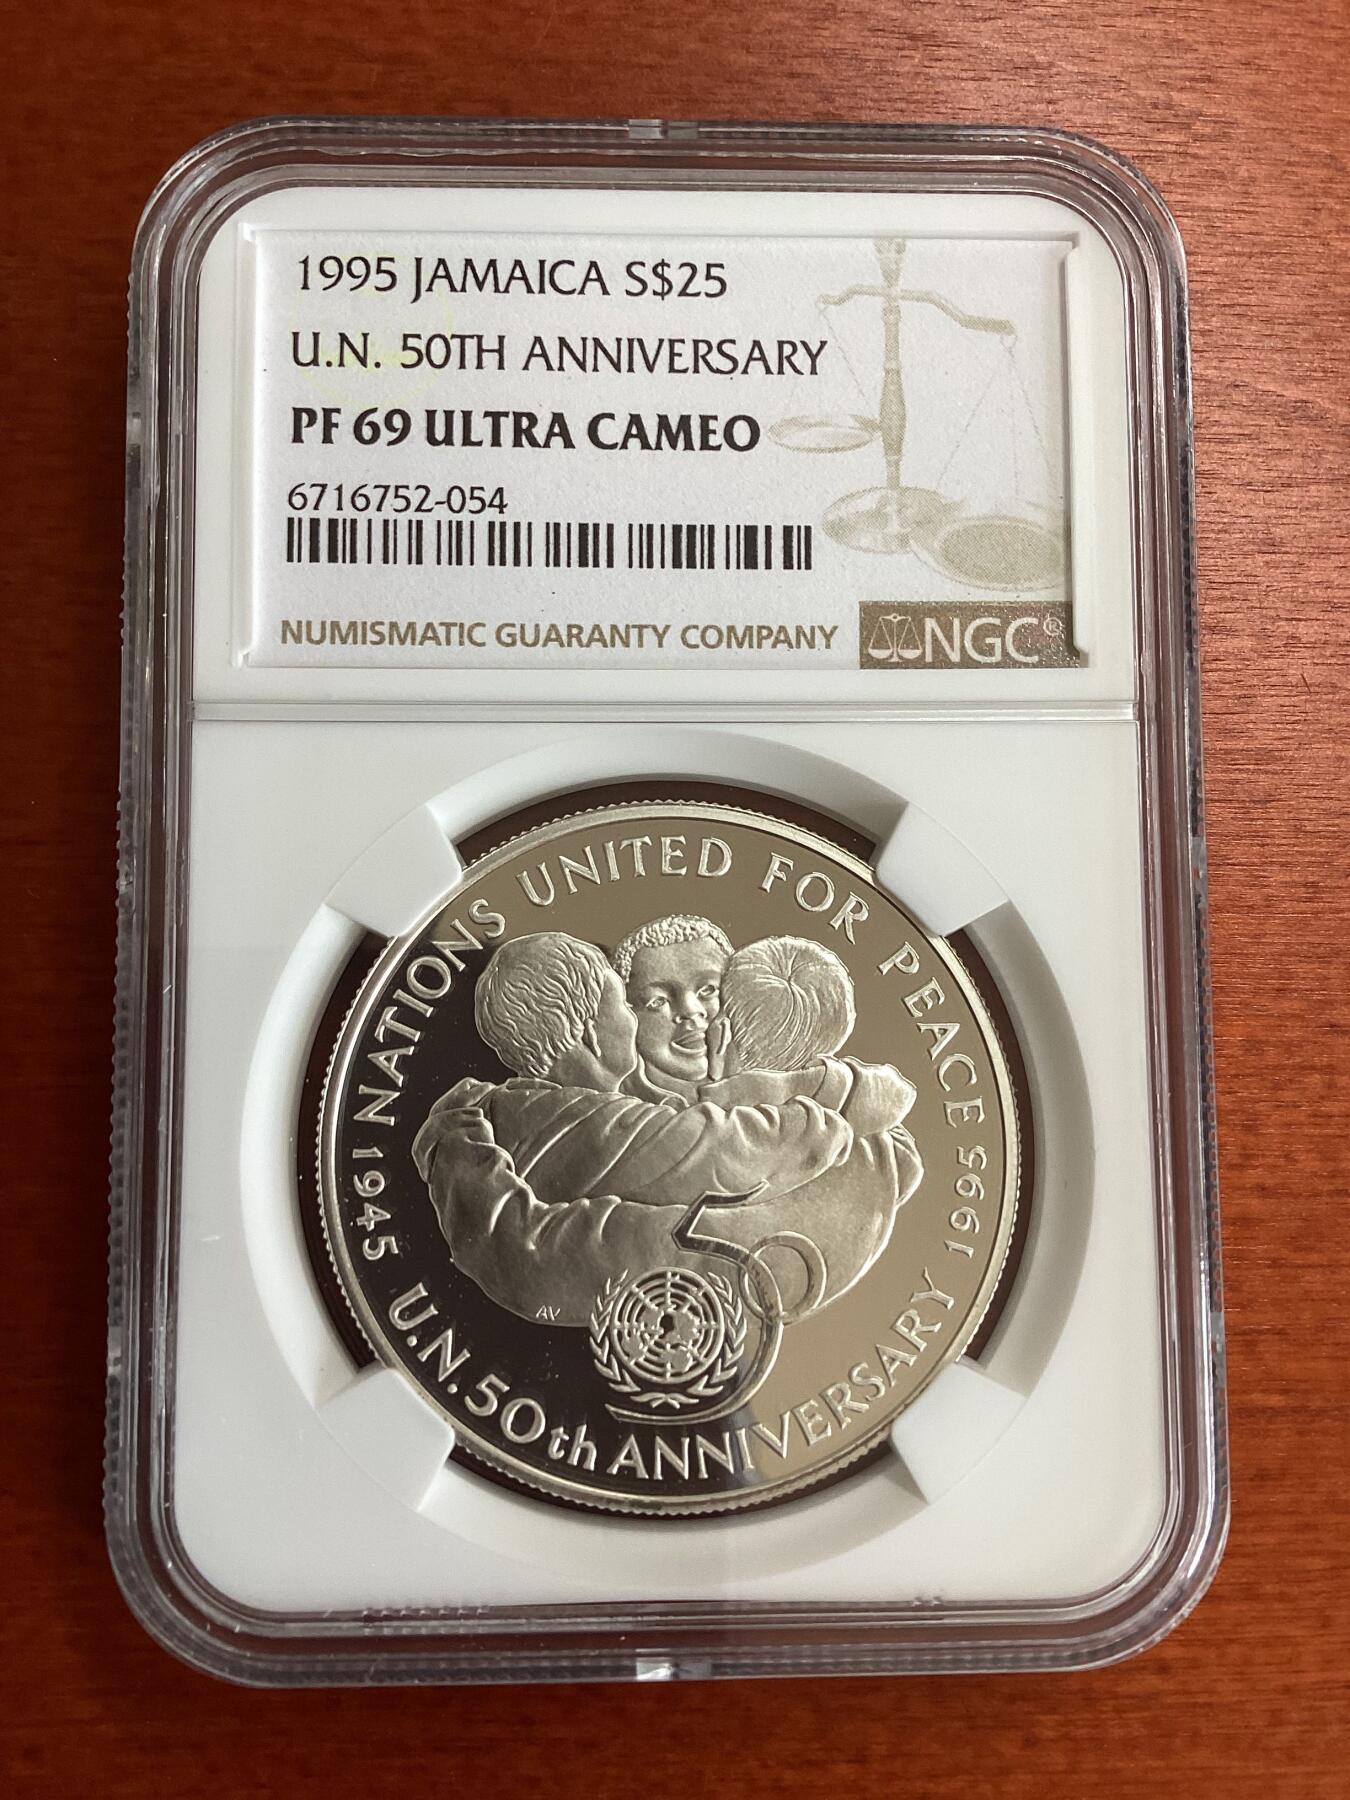 1995 JAMAICA S$25
U.N. 50TH ANNIVERSARY
PF 69 ULTRA CAMEO
6716752-054
NUMISMATIC GUARANTY COMPANY
NGC®
NATIONS UNITED FOR PEACE
1945 U.N. 50th ANNIVERSARY 1995
50
AV